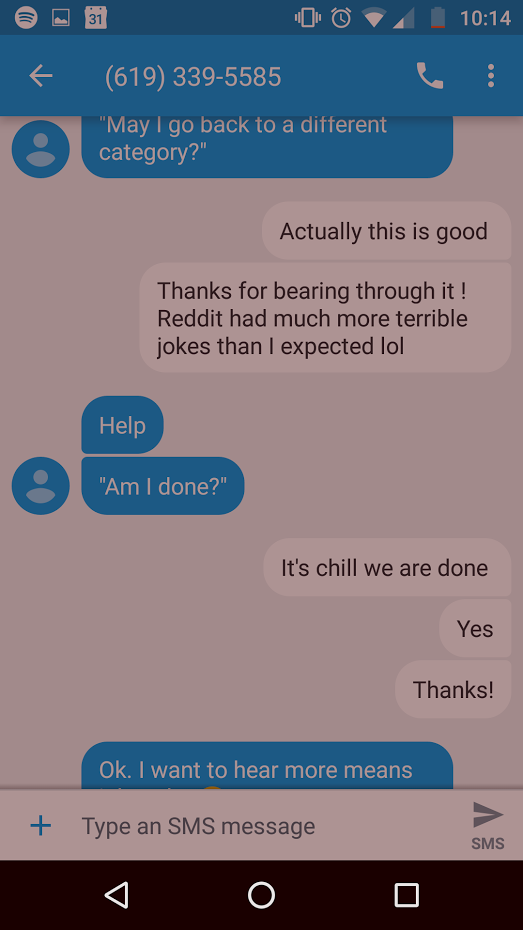 31
10:14
(619) 339-5585
"May I go back to a different
category?"
Actually this is good
Thanks for bearing through it !
Reddit had much more terrible
jokes than I expected lol
Help
"Am I done?"
It's chill we are done
Yes
Thanks!
Ok. I want to hear more means
Type an SMS message
SMS